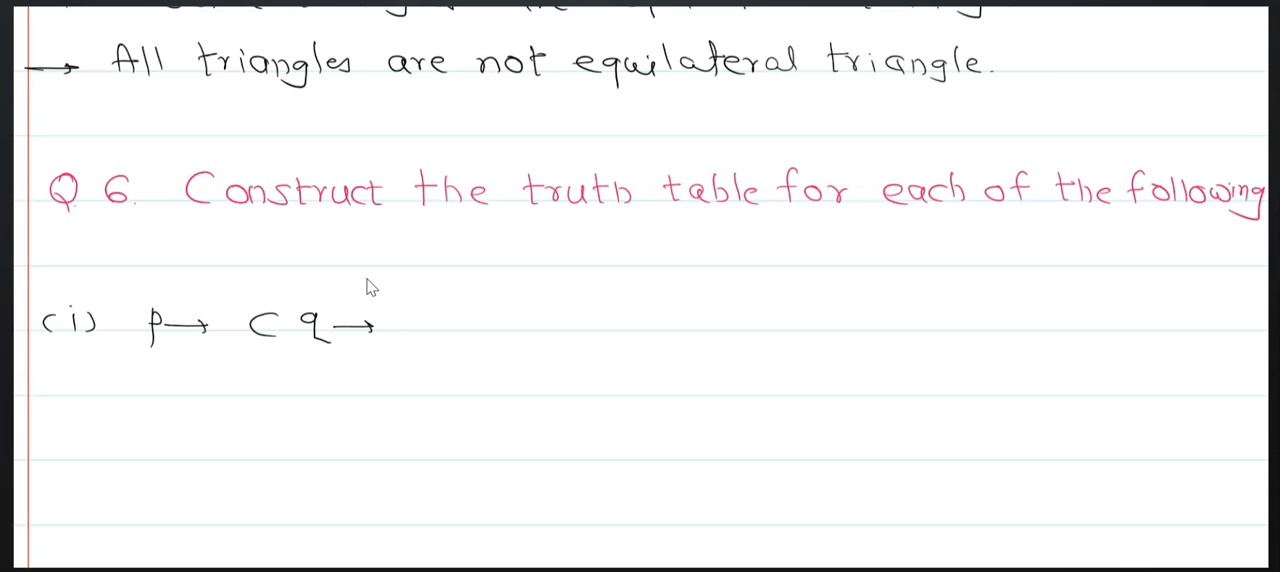 → All triangles are not equilateral triangle.
Q. 6. Construct the truth table for each of the following
(i) p → ( q →